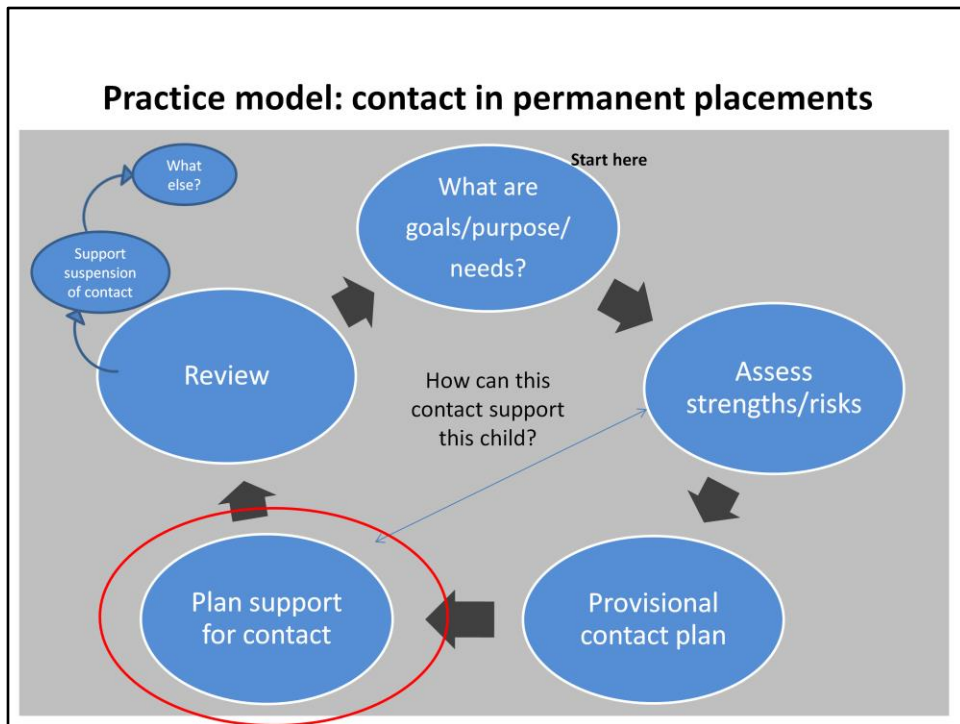 Practice model: contact in permanent placements
Start here
What are
goals/purpose/
needs?
Assess
strengths/risks
Provisional
contact plan
Plan support
for contact
Review
Support
suspension
of contact
What
else?
How can this
contact support
this child?